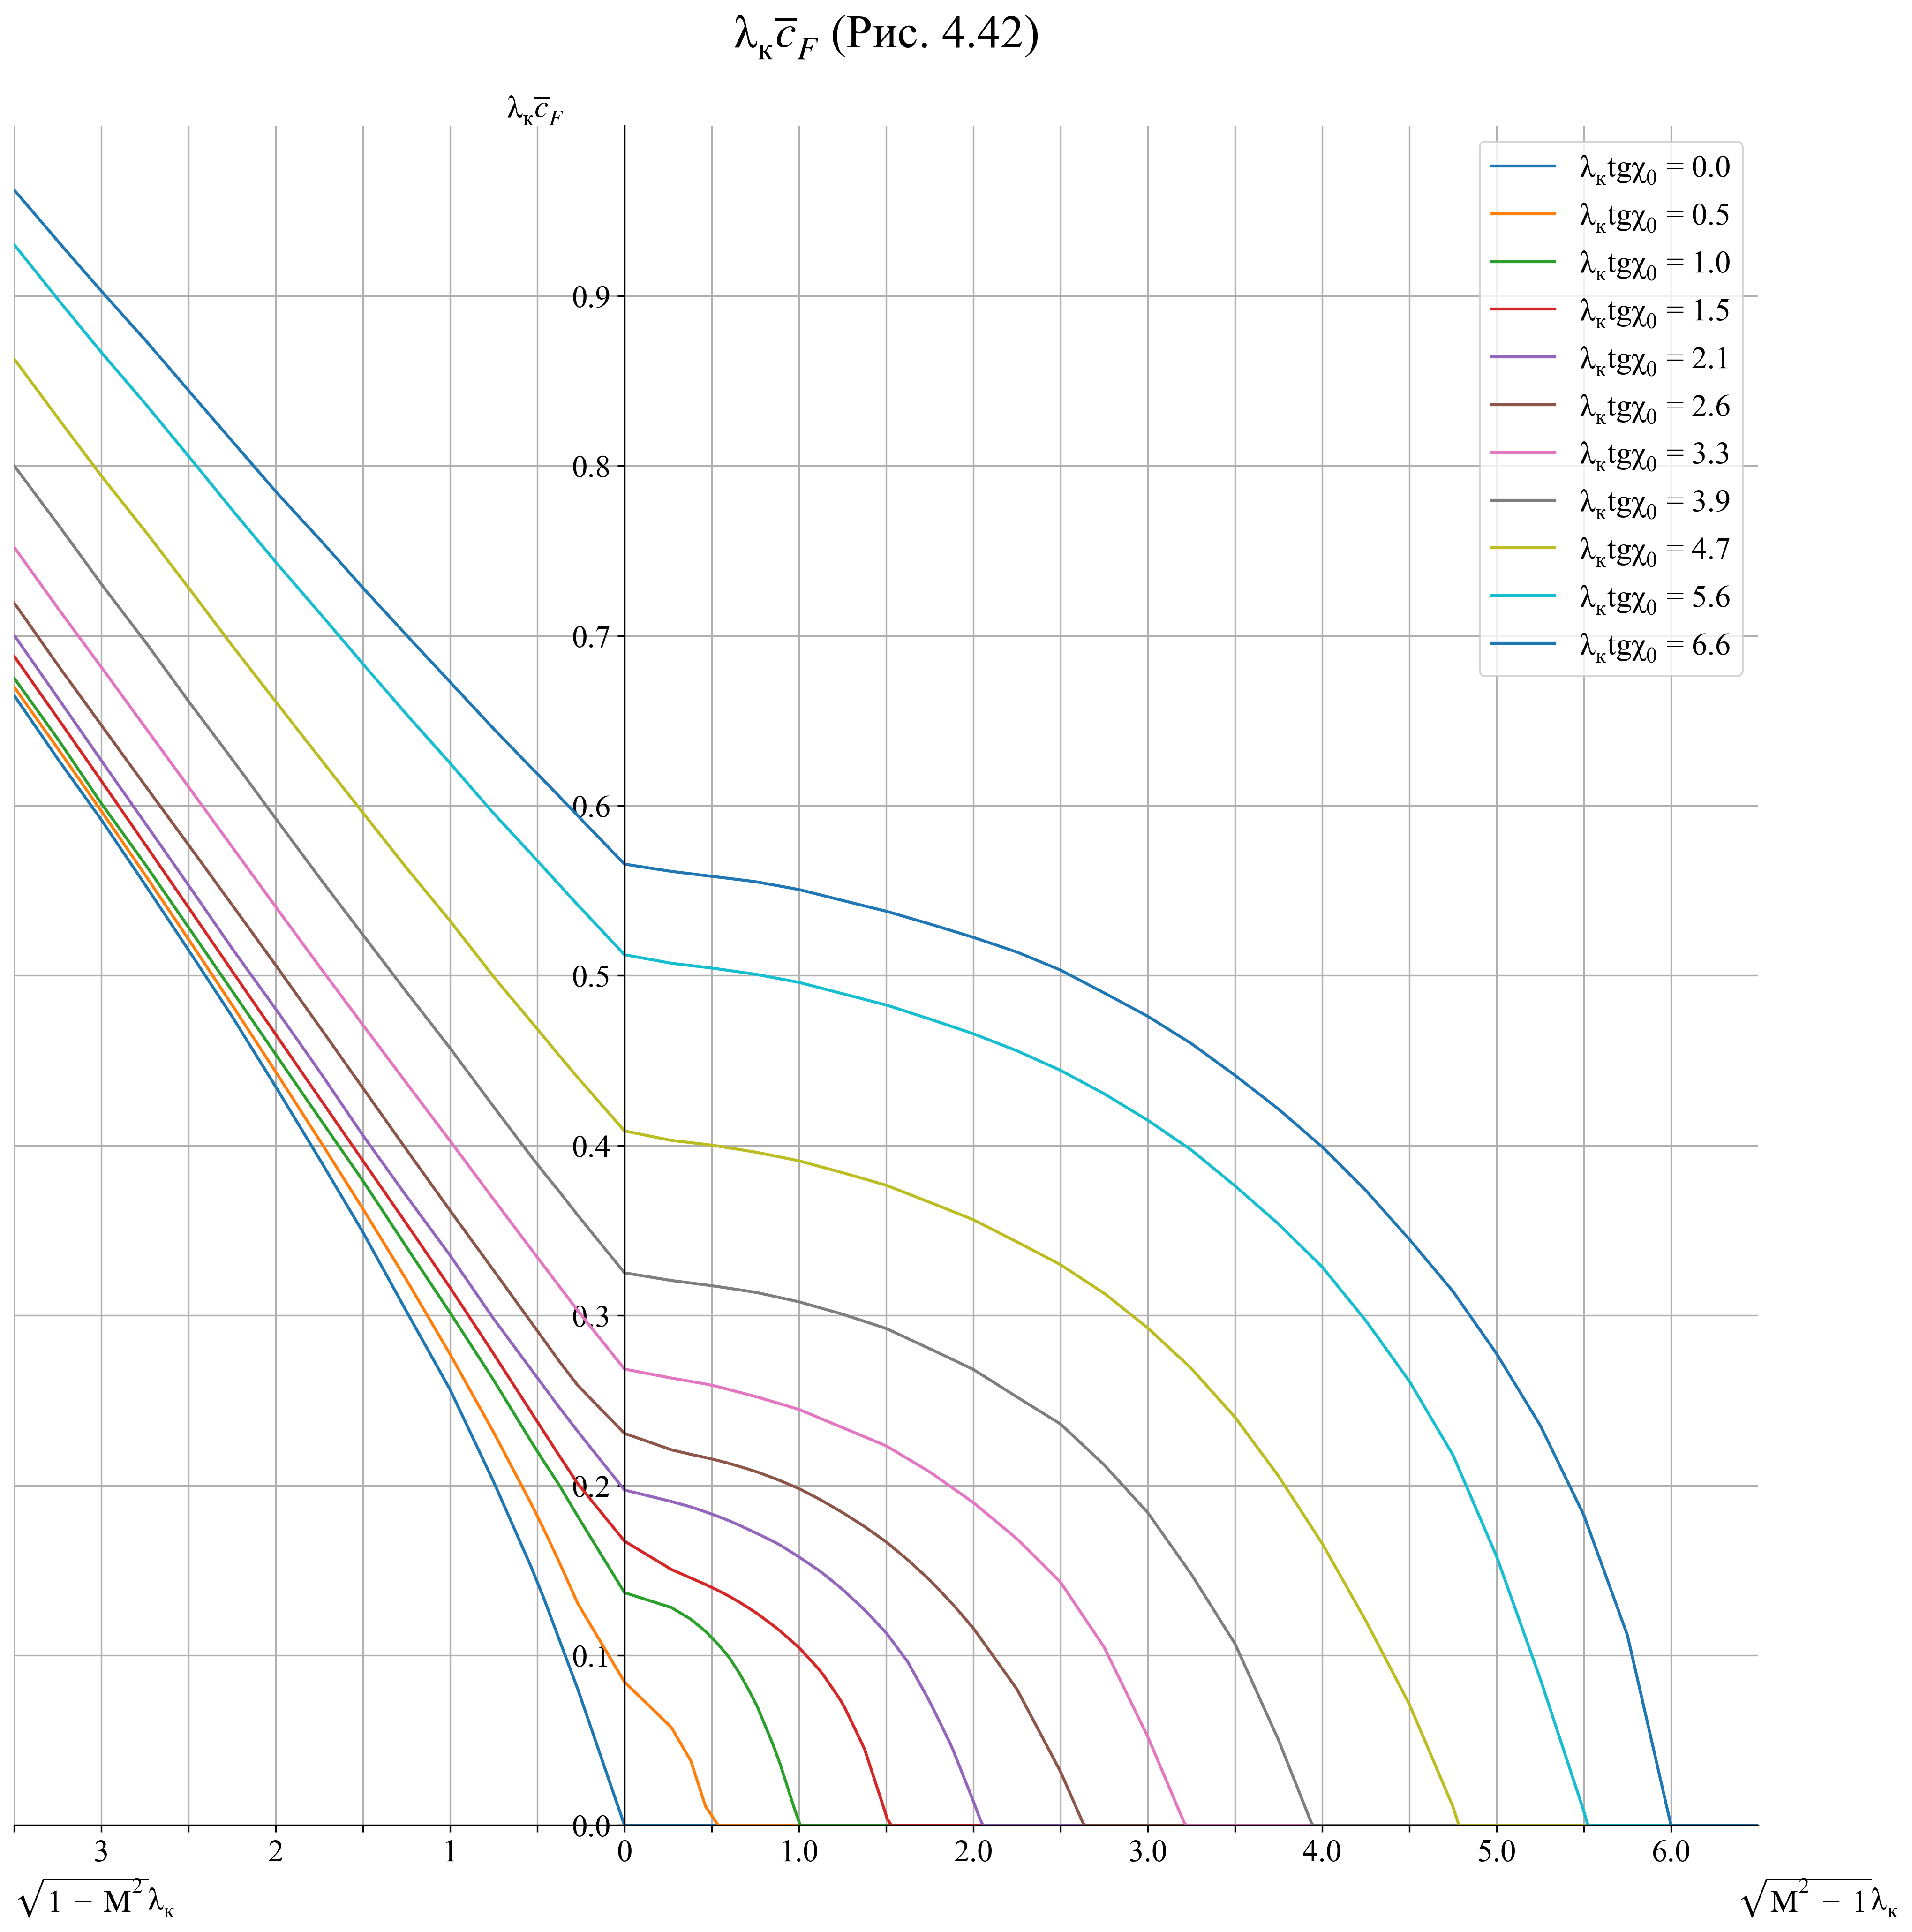 λкc̅F (Рис. 4.42)
λкc̅F
λкtgχ0 = 0.0
λкtgχ0 = 0.5
λкtgχ0 = 1.0
λкtgχ0 = 1.5
λкtgχ0 = 2.1
λкtgχ0 = 2.6
λкtgχ0 = 3.3
λкtgχ0 = 3.9
λкtgχ0 = 4.7
λкtgχ0 = 5.6
λкtgχ0 = 6.6
0.9
0.8
0.7
0.6
0.5
0.4
0.3
0.2
0.1
0.0
3 2 1 0 1.0 2.0 3.0 4.0 5.0 6.0
√1 − M²λк √M² − 1λк